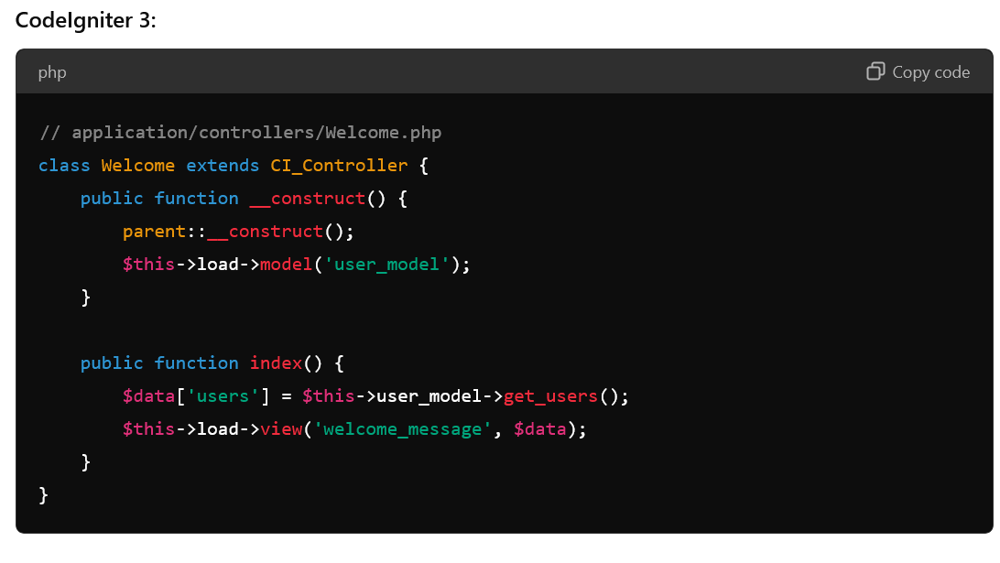 CodeIgniter 3:
php
Copy code
// application/controllers/Welcome.php
class Welcome extends CI_Controller {
    public function __construct() {
        parent::__construct();
        $this->load->model('user_model');
    }

    public function index() {
        $data['users'] = $this->user_model->get_users();
        $this->load->view('welcome_message', $data);
    }
}